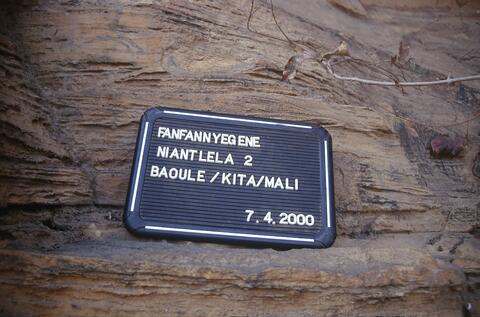 FANFANNYEGENE
NIANTLELA 2
BAOULE/KITA/MALI
7.4.2000